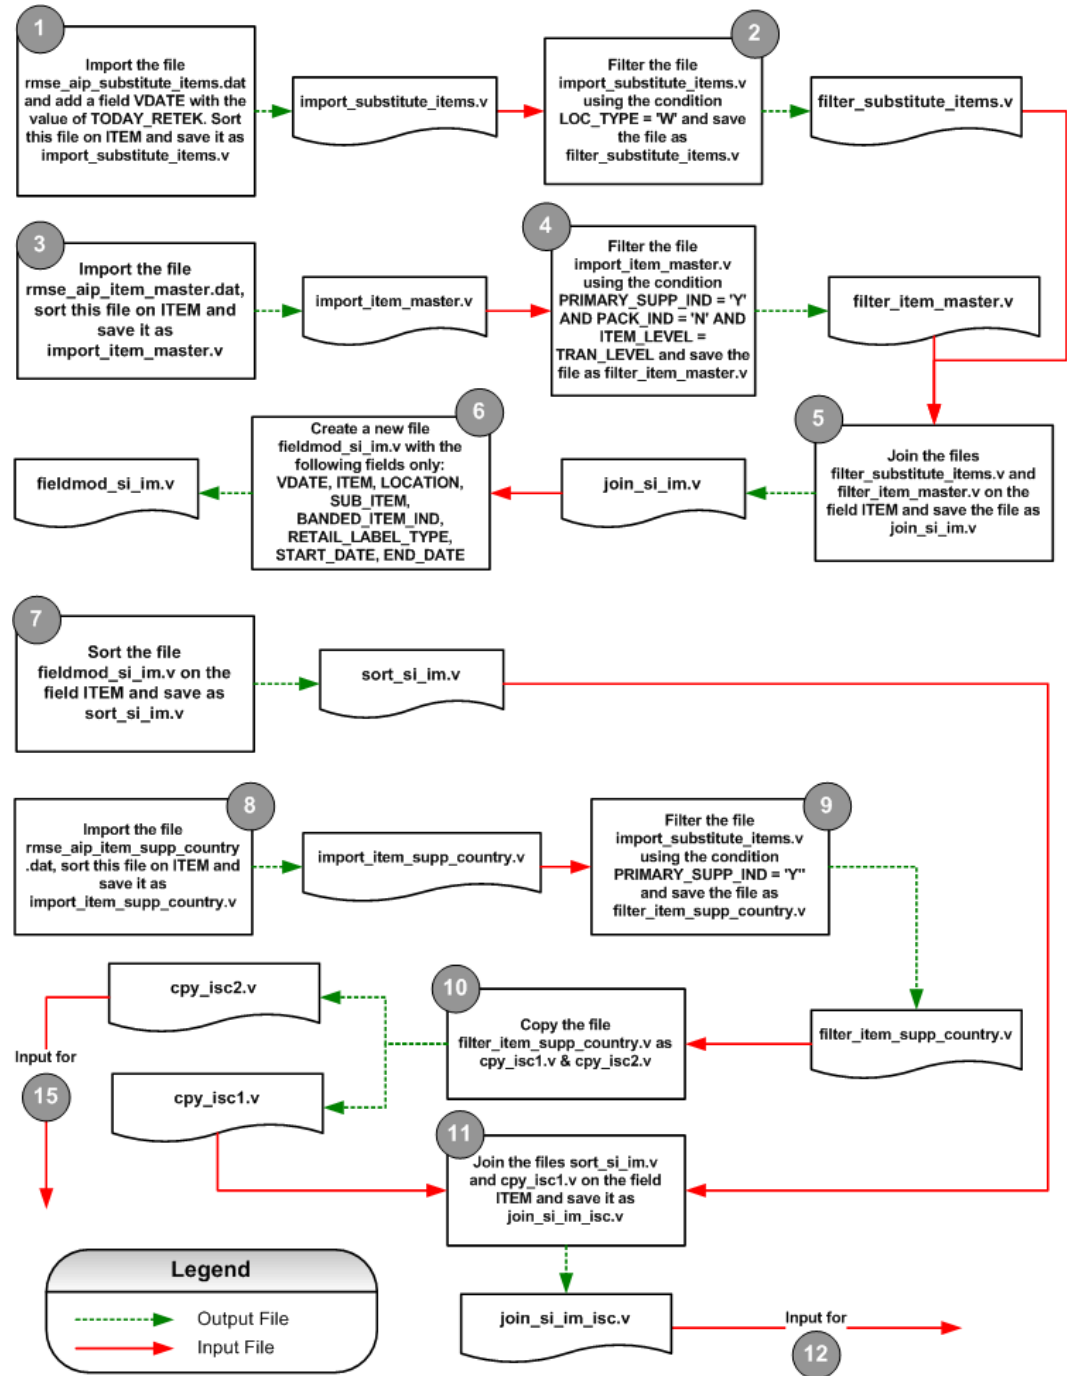 1
Import the file
rmse_aip_substitute_items.dat
and add a field VDATE with the
value of TODAY_RETEK. Sort
this file on ITEM and save it as
import_substitute_items.v
import_substitute_items.v
2
Filter the file
import_substitute_items.v
using the condition
LOC_TYPE = 'W' and save
the file as
filter_substitute_items.v
filter_substitute_items.v
3
Import the file
rmse_aip_item_master.dat,
sort this file on ITEM and
save it as
import_item_master.v
import_item_master.v
4
Filter the file
import_item_master.v
using the condition
PRIMARY_SUPP_IND = 'Y'
AND PACK_IND = 'N' AND
ITEM_LEVEL =
TRAN_LEVEL and save the
file as filter_item_master.v
filter_item_master.v
5
Join the files
filter_substitute_items.v and
filter_item_master.v on the
field ITEM and save the file as
join_si_im.v
join_si_im.v
6
Create a new file
fieldmod_si_im.v with the
following fields only:
VDATE, ITEM, LOCATION,
SUB_ITEM,
BANDED_ITEM_IND,
RETAIL_LABEL_TYPE,
START_DATE, END_DATE
fieldmod_si_im.v
7
Sort the file
fieldmod_si_im.v on the
field ITEM and save as
sort_si_im.v
sort_si_im.v
8
Import the file
rmse_aip_item_supp_country
.dat, sort this file on ITEM and
save it as
import_item_supp_country.v
import_item_supp_country.v
9
Filter the file
import_substitute_items.v
using the condition
PRIMARY_SUPP_IND = 'Y"
and save the file as
filter_item_supp_country.v
filter_item_supp_country.v
10
Copy the file
filter_item_supp_country.v as
cpy_isc1.v & cpy_isc2.v
cpy_isc2.v
Input for
15
cpy_isc1.v
11
Join the files sort_si_im.v
and cpy_isc1.v on the field
ITEM and save it as
join_si_im_isc.v
join_si_im_isc.v
Input for
12
Legend
Output File
Input File